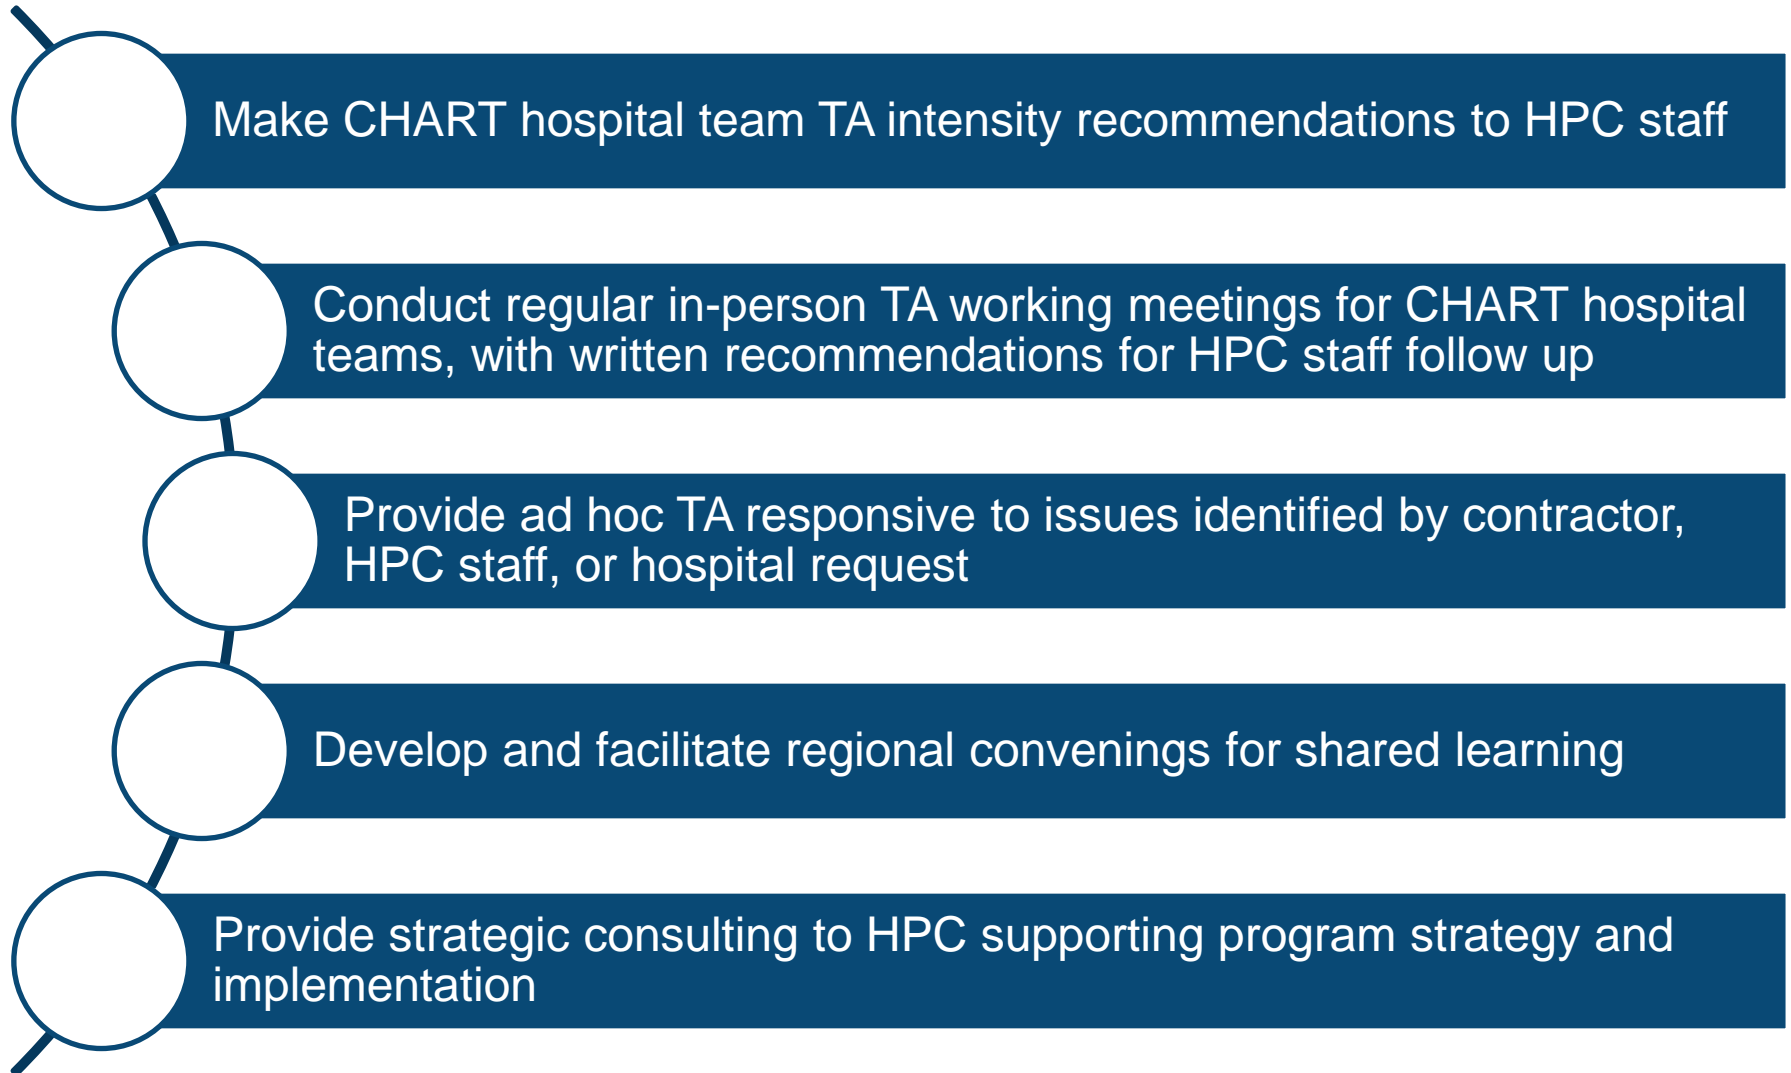 Make CHART hospital team TA intensity recommendations to HPC staff
Conduct regular in-person TA working meetings for CHART hospital
teams, with written recommendations for HPC staff follow up
Provide ad hoc TA responsive to issues identified by contractor,
HPC staff, or hospital request
Develop and facilitate regional convenings for shared learning
Provide strategic consulting to HPC supporting program strategy and
implementation